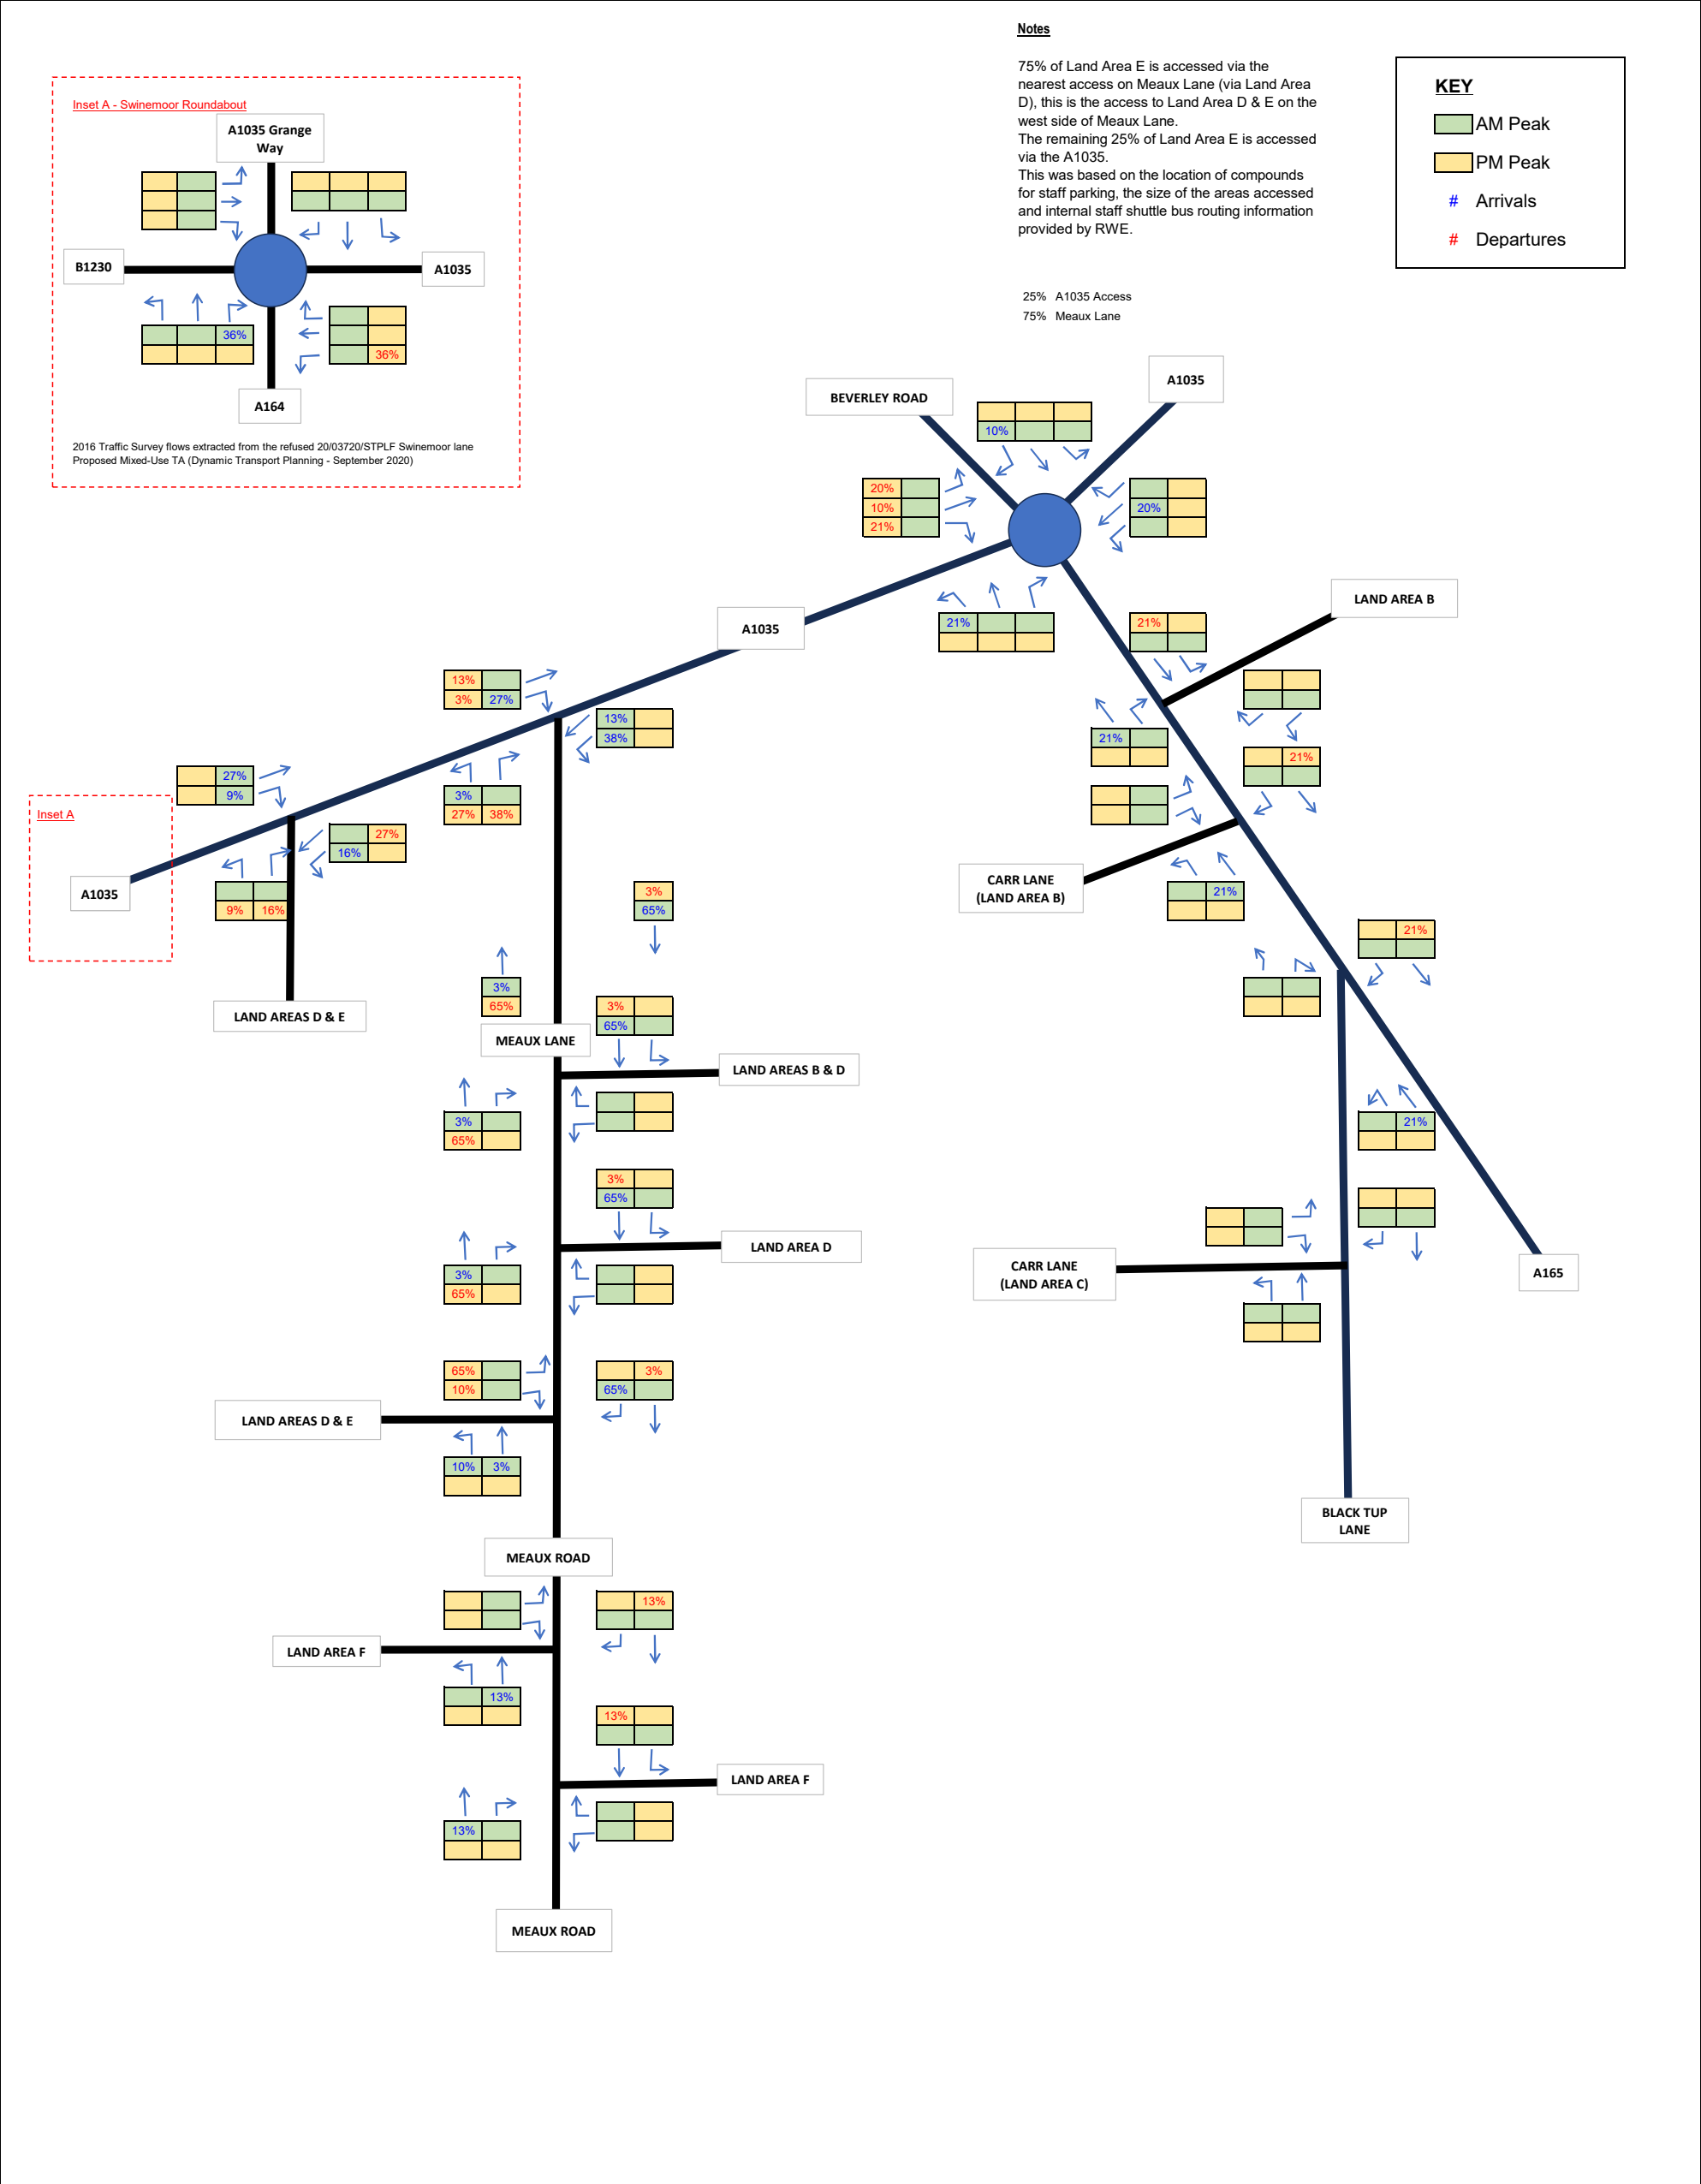 Notes
75% of Land Area E is accessed via the
nearest access on Meaux Lane (via Land Area
D), this is the access to Land Area D & E on the
west side of Meaux Lane.
The remaining 25% of Land Area E is accessed
via the A1035.
This was based on the location of compounds
for staff parking, the size of the areas accessed
and internal staff shuttle bus routing information
provided by RWE.
25% A1035 Access
75% Meaux Lane
KEY
AM Peak
PM Peak
# Arrivals
# Departures
Inset A - Swinemoor Roundabout
A1035 Grange
Way
B1230
A1035
36%
36%
A164
2016 Traffic Survey flows extracted from the refused 20/03720/STPLF Swinemoor lane
Proposed Mixed-Use TA (Dynamic Transport Planning - September 2020)
BEVERLEY ROAD
A1035
10%
20%
10%
21%
20%
21%
A1035
LAND AREA B
21%
21%
21%
CARR LANE
(LAND AREA B)
21%
21%
21%
CARR LANE
(LAND AREA C)
A165
BLACK TUP
LANE
13%
3% 27%
13%
38%
3%
27% 38%
27%
9%
27%
16%
9% 16%
Inset A
A1035
LAND AREAS D & E
3%
65%
3%
65%
MEAUX LANE
3%
65%
LAND AREAS B & D
3%
65%
3%
65%
LAND AREA D
3%
65%
65%
10%
3%
65%
LAND AREAS D & E
10% 3%
MEAUX ROAD
13%
LAND AREA F
13%
13%
LAND AREA F
13%
MEAUX ROAD